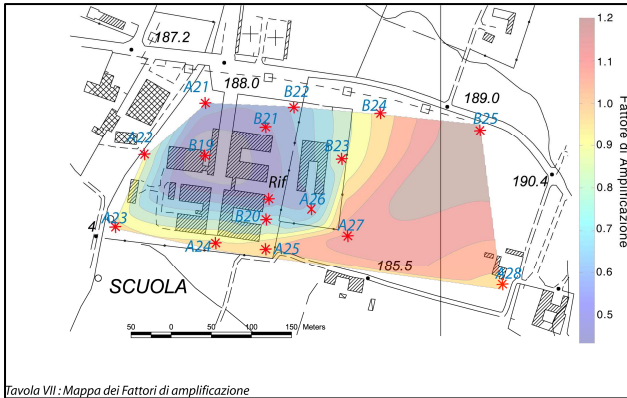 187.2
188.0
189.0
190.4
185.5
4
A21
B22
B24
B21
B25
A22
B19
B23
Rif
A26
B20
A23
A24
A25
A27
A28
SCUOLA
50 0 50 100 150 Meters
1.2
1.1
1.0
0.9
0.8
0.7
0.6
0.5
Fattore di Amplificazione
Tavola VII : Mappa dei Fattori di amplificazione